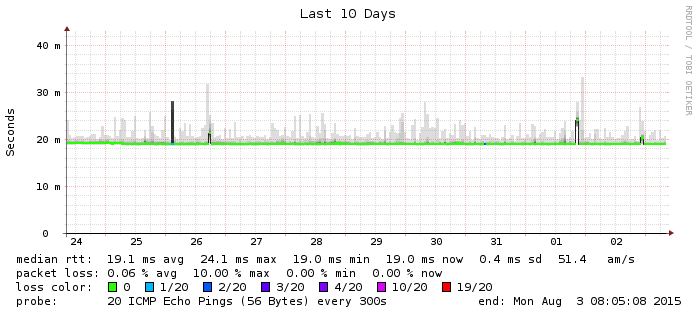 Last 10 Days
RRDTOOL / TOBI OETIKER
Seconds
40 m
30 m
20 m
10 m
0
24 25 26 27 28 29 30 31 01 02
median rtt: 19.1 ms avg 24.1 ms max 19.0 ms min 19.0 ms now 0.4 ms sd 51.4 am/s
packet loss: 0.06 % avg 10.00 % max 0.00 % min 0.00 % now
loss color: 0 1/20 2/20 3/20 4/20 10/20 19/20
probe: 20 ICMP Echo Pings (56 Bytes) every 300s end: Mon Aug 3 08:05:08 2015